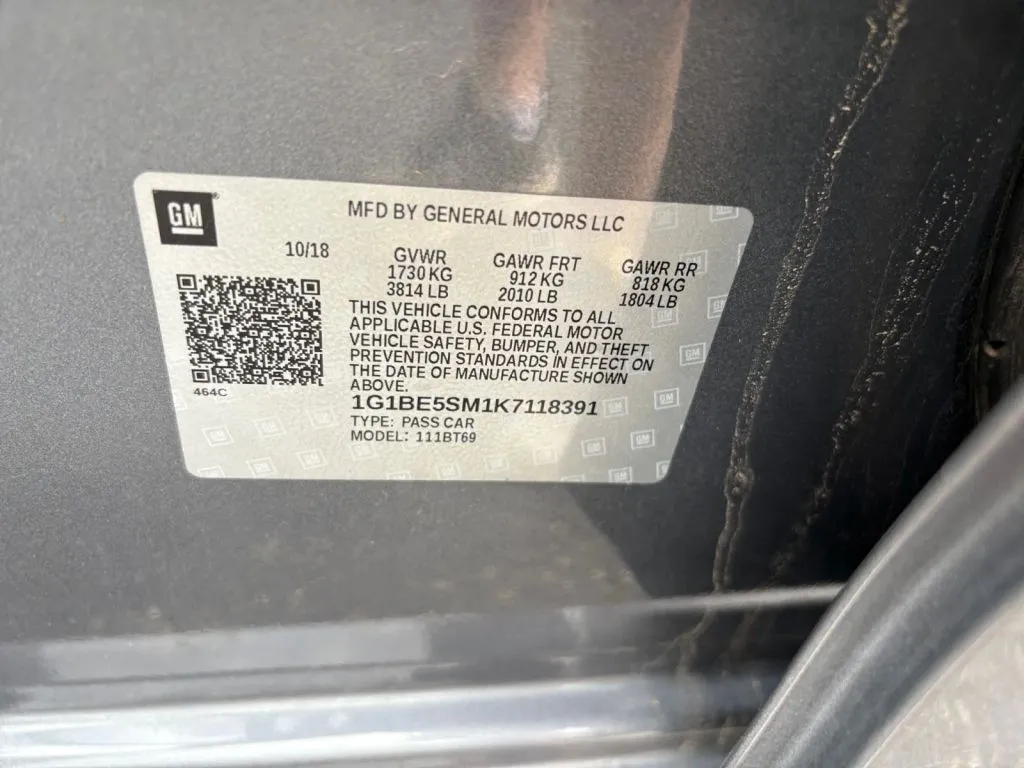 GM
MFD BY GENERAL MOTORS LLC
10/18
GVWR GAWR FRT GAWR RR
1730 KG 912 KG 818 KG
3814 LB 2010 LB 1804 LB
THIS VEHICLE CONFORMS TO ALL
APPLICABLE U.S. FEDERAL MOTOR
VEHICLE SAFETY, BUMPER, AND THEFT
PREVENTION STANDARDS IN EFFECT ON
THE DATE OF MANUFACTURE SHOWN
ABOVE.
464C
1G1BE5SM1K7118391
TYPE: PASS CAR
MODEL: 111BT69